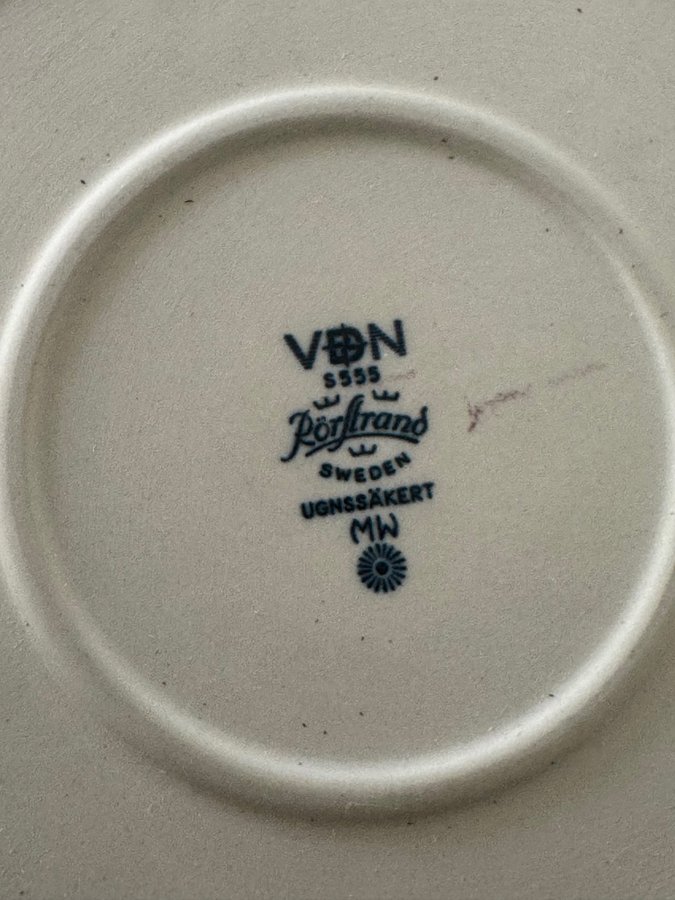 VDN
S555
Rörstrand
SWEDEN
UGNSSÄKERT
MW